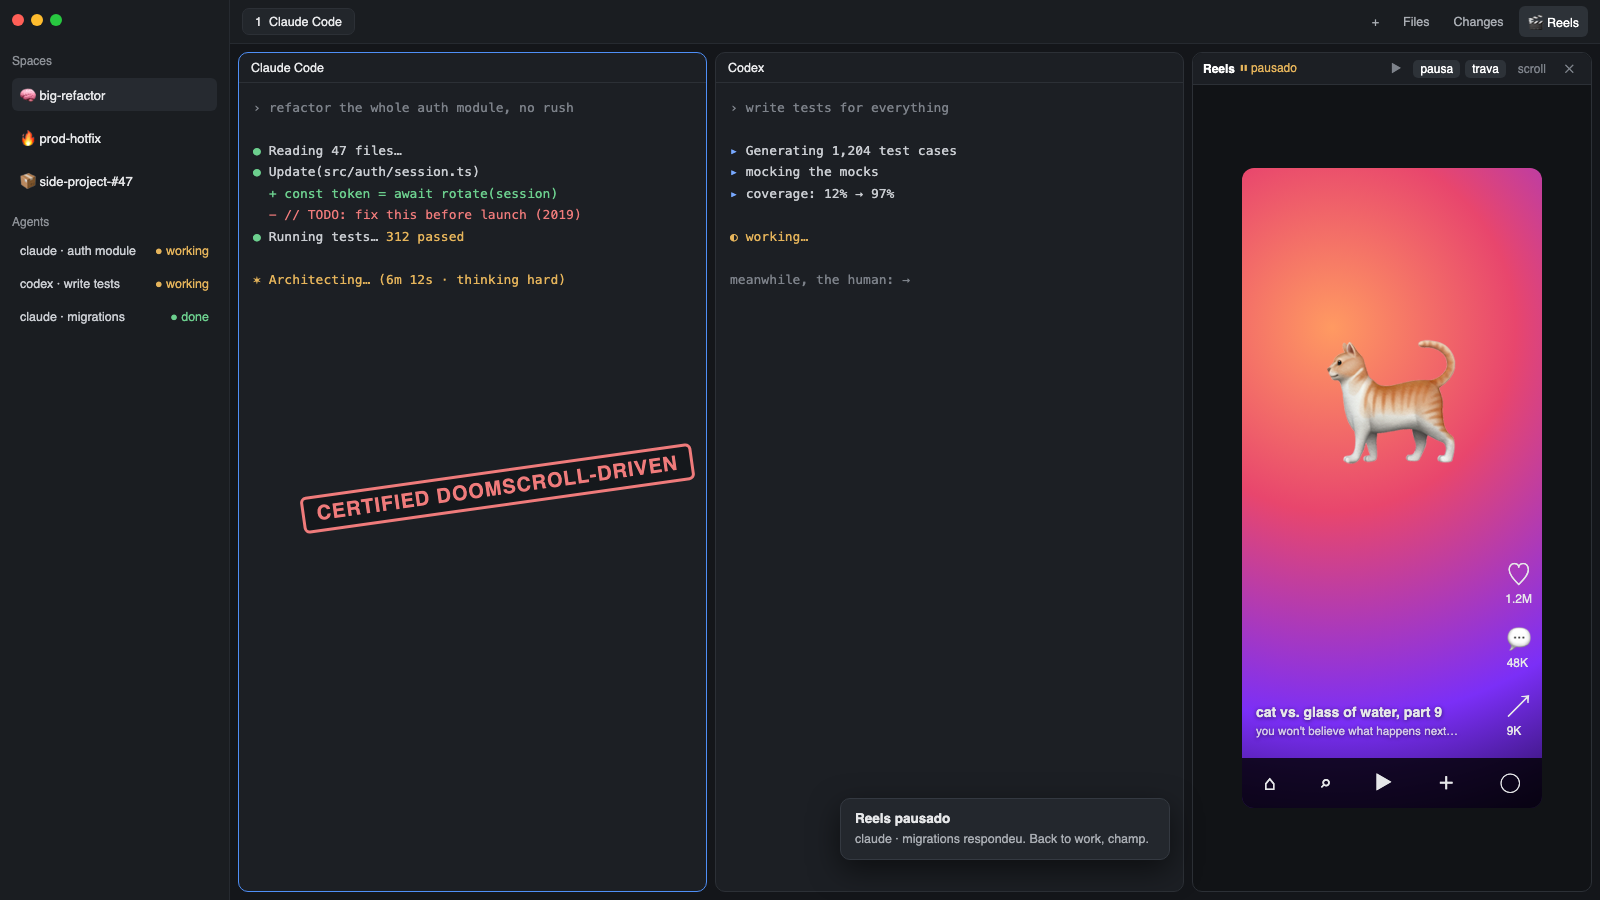 1 Claude Code
+ Files Changes Reels
Spaces
big-refactor
prod-hotfix
side-project-#47
Agents
claude · auth module ● working
codex · write tests ● working
claude · migrations ● done
Claude Code
› refactor the whole auth module, no rush
● Reading 47 files…
● Update(src/auth/session.ts)
+ const token = await rotate(session)
− // TODO: fix this before launch (2019)
● Running tests… 312 passed
✶ Architecting… (6m 12s · thinking hard)
CERTIFIED DOOMSCROLL-DRIVEN
Codex
› write tests for everything
▸ Generating 1,204 test cases
▸ mocking the mocks
▸ coverage: 12% → 97%
◐ working…
meanwhile, the human: →
Reels pausado
claude · migrations respondeu. Back to work, champ.
Reels pausado pausa trava scroll
1.2M
48K
9K
cat vs. glass of water, part 9
you won't believe what happens next…